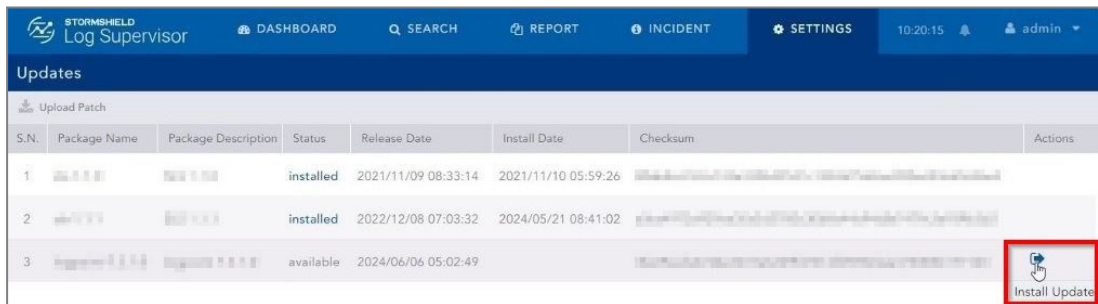 STORMSHIELD
Log Supervisor DASHBOARD SEARCH REPORT INCIDENT SETTINGS 10:20:15 admin
Updates
Upload Patch
S.N. Package Name Package Description Status Release Date Install Date Checksum Actions
1 installed 2021/11/09 08:33:14 2021/11/10 05:59:26
2 installed 2022/12/08 07:03:32 2024/05/21 08:41:02
3 available 2024/06/06 05:02:49
Install Update